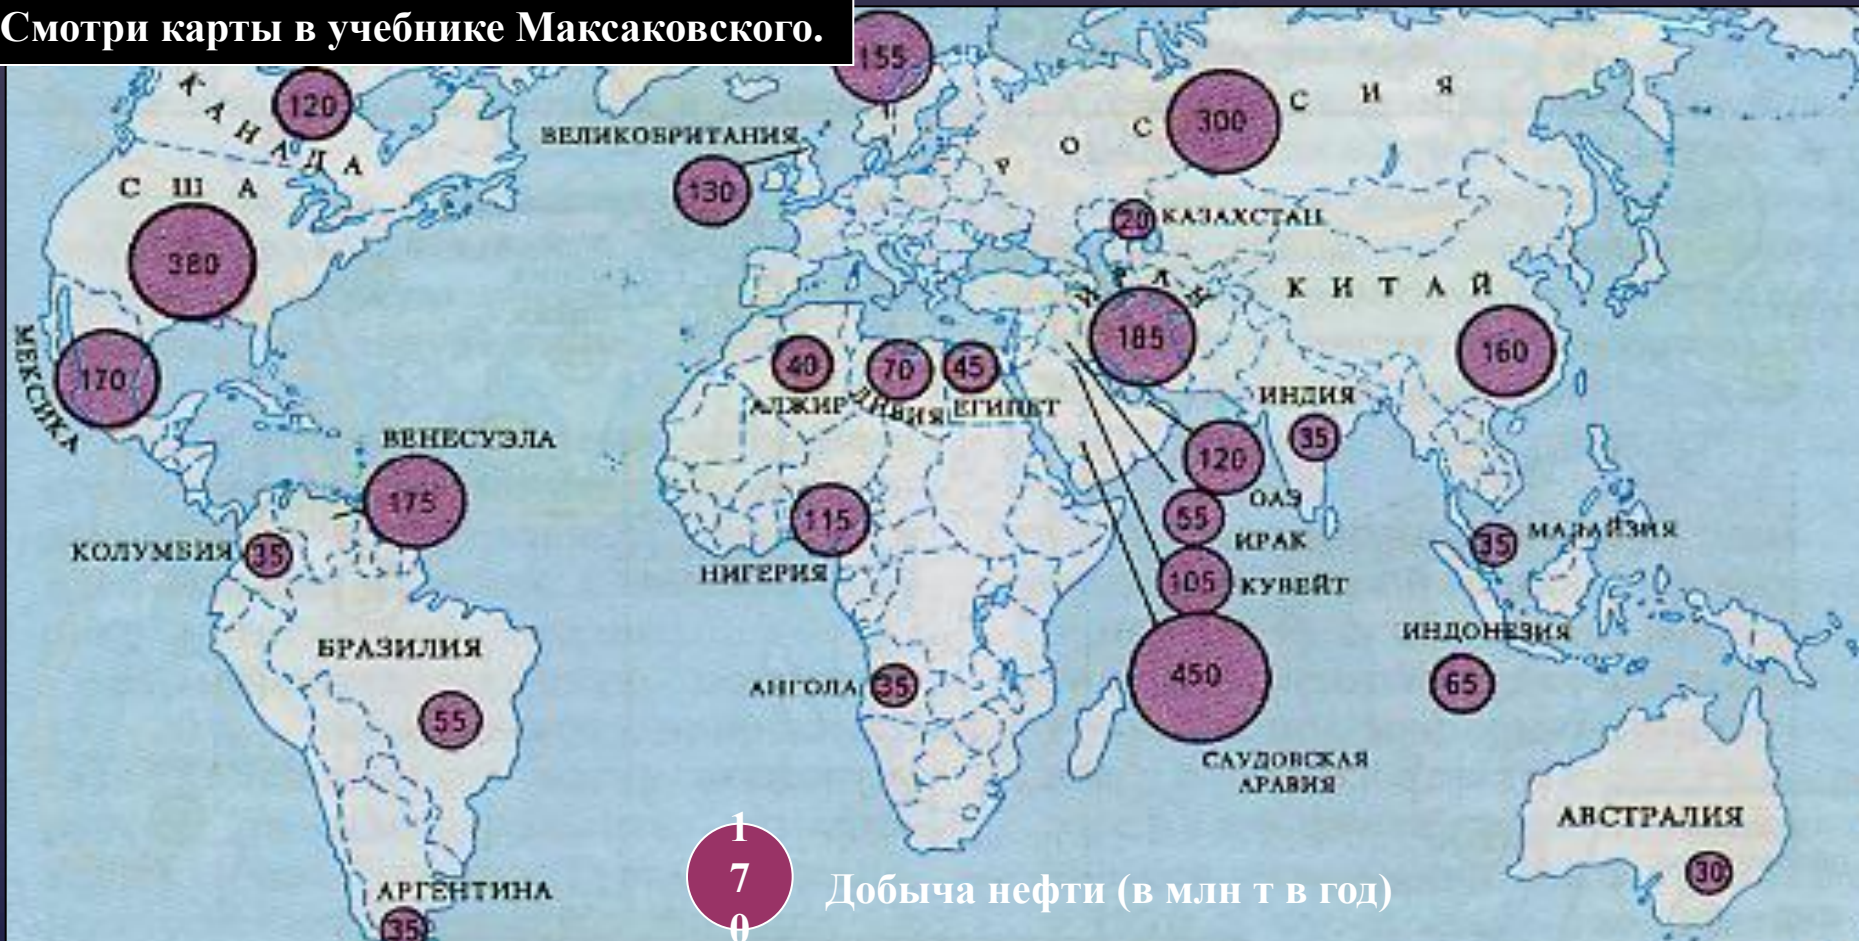 Смотри карты в учебнике Максаковского.
155
КАНАДА
120
ВЕЛИКОБРИТАНИЯ
130
РОССИЯ
300
США
380
20
КАЗАХСТАН
ИРАН
185
КИТАЙ
160
МЕКСИКА
170
40
АЛЖИР
70
ЛИВИЯ
45
ЕГИПЕТ
ИНДИЯ
35
ВЕНЕСУЭЛА
175
120
ОАЭ
55
ИРАК
105
КУВЕЙТ
450
САУДОВСКАЯ
АРАВИЯ
КОЛУМБИЯ
35
115
НИГЕРИЯ
35
МАЛАЙЗИЯ
ИНДОНЕЗИЯ
65
БРАЗИЛИЯ
55
АНГОЛА
35
АВСТРАЛИЯ
30
АРГЕНТИНА
35
170
Добыча нефти (в млн т в год)